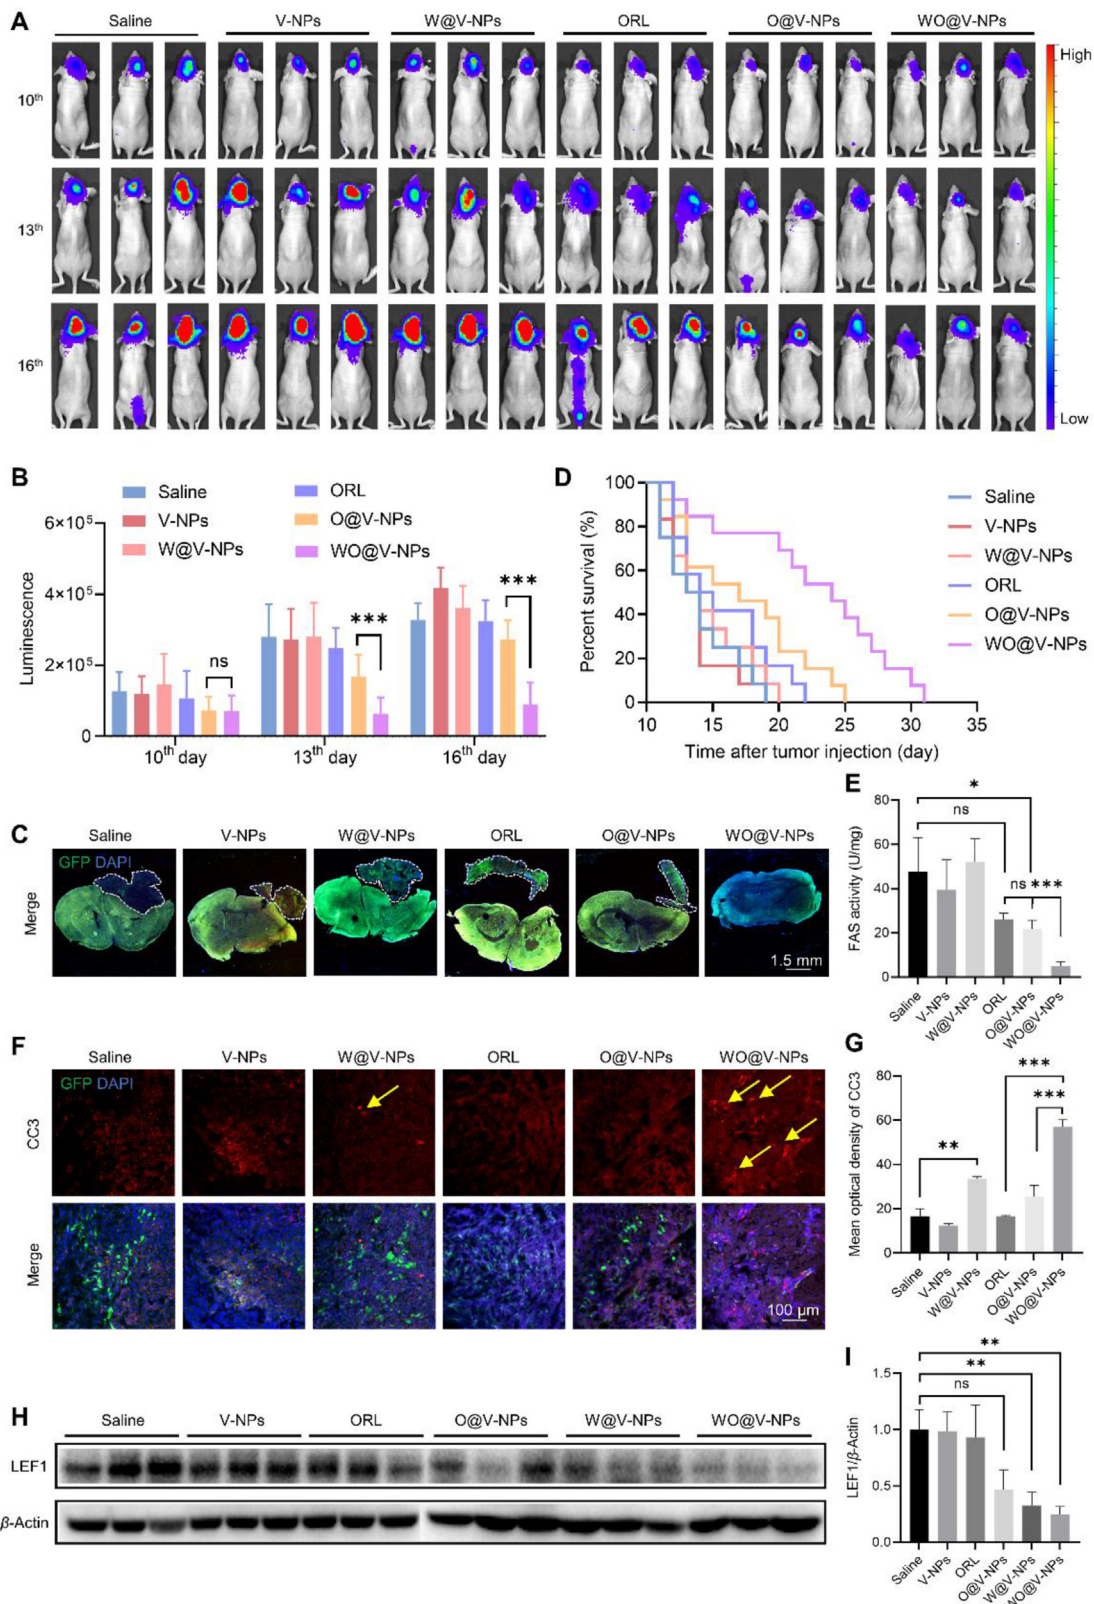 A
Saline V-NPs W@V-NPs ORL O@V-NPs WO@V-NPs
10th
13th
16th
High
Low
B
Saline
V-NPs
W@V-NPs
ORL
O@V-NPs
WO@V-NPs
Luminescence
6×10⁵
4×10⁵
2×10⁵
0
ns
***
***
10th day 13th day 16th day
D
Percent survival (%)
100
80
60
40
20
0
10 15 20 25 30 35
Time after tumor injection (day)
Saline
V-NPs
W@V-NPs
ORL
O@V-NPs
WO@V-NPs
C
Saline V-NPs W@V-NPs ORL O@V-NPs WO@V-NPs
GFP DAPI
Merge
1.5 mm
E
FAS activity (U/mg)
80
60
40
20
0
*
ns
ns ***
Saline V-NPs W@V-NPs ORL O@V-NPs WO@V-NPs
F
Saline V-NPs W@V-NPs ORL O@V-NPs WO@V-NPs
GFP DAPI
CC3
Merge
100 μm
G
Mean optical density of CC3
80
60
40
20
0
***
***
**
Saline V-NPs W@V-NPs ORL O@V-NPs WO@V-NPs
H
Saline V-NPs ORL O@V-NPs W@V-NPs WO@V-NPs
LEF1
β-Actin
I
LEF1/β-Actin
1.5
1.0
0.5
0.0
**
**
ns
Saline V-NPs ORL O@V-NPs W@V-NPs WO@V-NPs